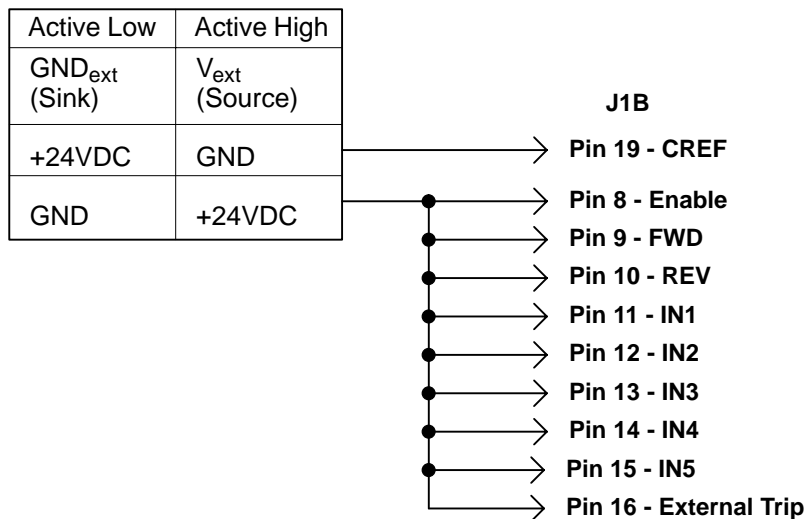 Active Low Active High
GNDext Vext
(Sink) (Source)
J1B
+24VDC GND Pin 19 - CREF
GND +24VDC Pin 8 - Enable
Pin 9 - FWD
Pin 10 - REV
Pin 11 - IN1
Pin 12 - IN2
Pin 13 - IN3
Pin 14 - IN4
Pin 15 - IN5
Pin 16 - External Trip